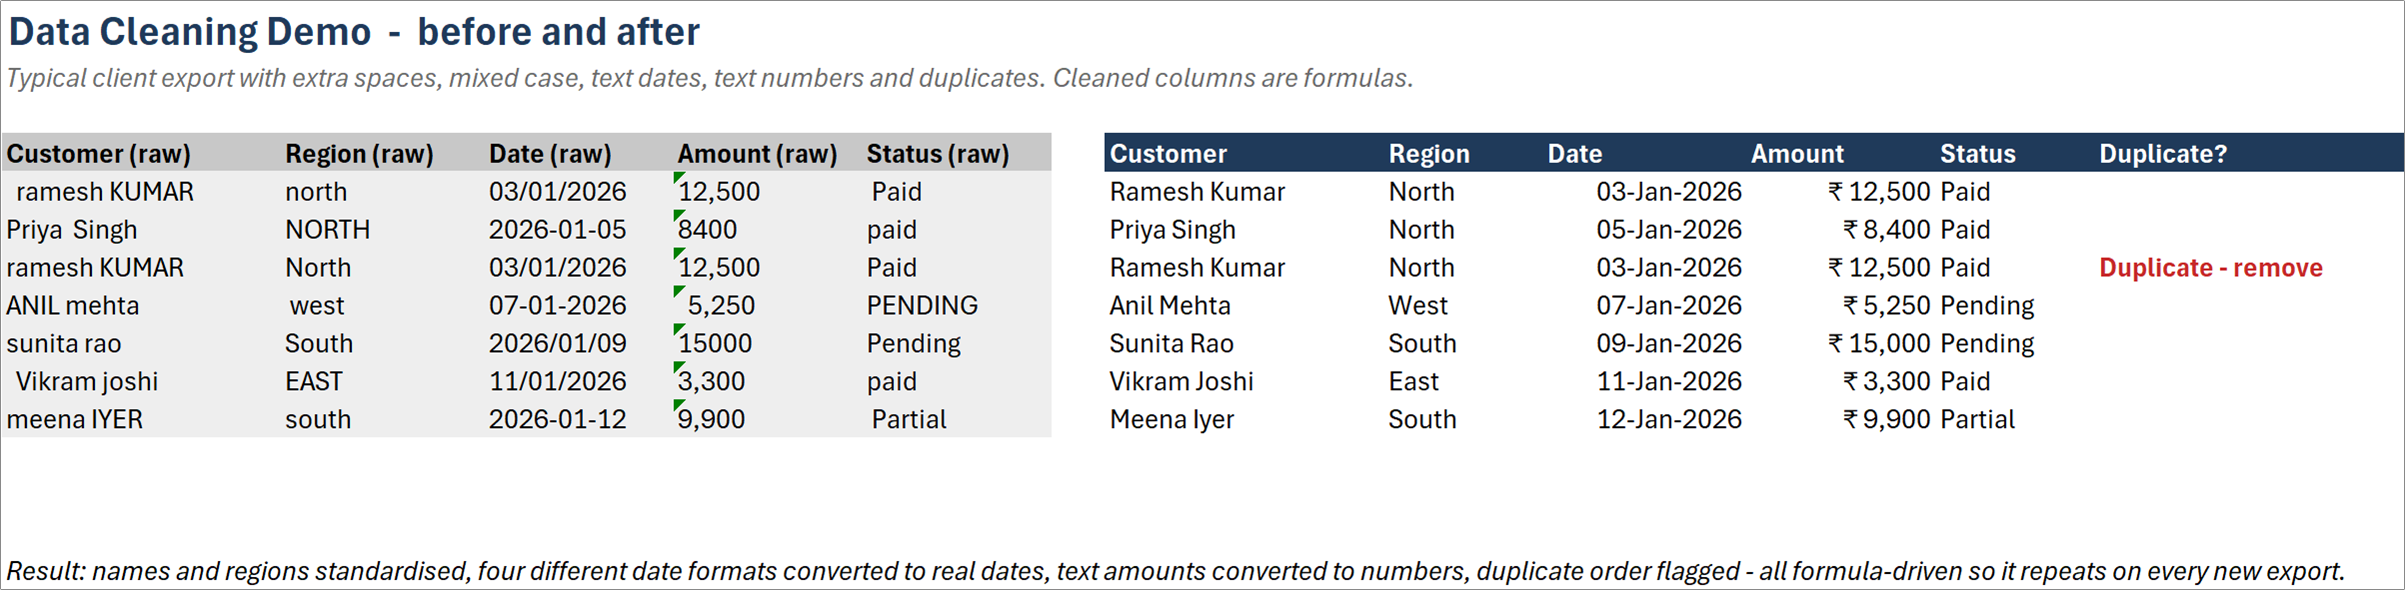 Data Cleaning Demo - before and after
Typical client export with extra spaces, mixed case, text dates, text numbers and duplicates. Cleaned columns are formulas.
Customer (raw) Region (raw) Date (raw) Amount (raw) Status (raw) Customer Region Date Amount Status Duplicate?
ramesh KUMAR north 03/01/2026 12,500 Paid Ramesh Kumar North 03-Jan-2026 ₹ 12,500 Paid
Priya  Singh NORTH 2026-01-05 8400 paid Priya Singh North 05-Jan-2026 ₹ 8,400 Paid
ramesh KUMAR North 03/01/2026 12,500 Paid Ramesh Kumar North 03-Jan-2026 ₹ 12,500 Paid Duplicate - remove
ANIL mehta west 07-01-2026 5,250 PENDING Anil Mehta West 07-Jan-2026 ₹ 5,250 Pending
sunita rao South 2026/01/09 15000 Pending Sunita Rao South 09-Jan-2026 ₹ 15,000 Pending
Vikram joshi EAST 11/01/2026 3,300 paid Vikram Joshi East 11-Jan-2026 ₹ 3,300 Paid
meena IYER south 2026-01-12 9,900 Partial Meena Iyer South 12-Jan-2026 ₹ 9,900 Partial
Result: names and regions standardised, four different date formats converted to real dates, text amounts converted to numbers, duplicate order flagged - all formula-driven so it repeats on every new export.